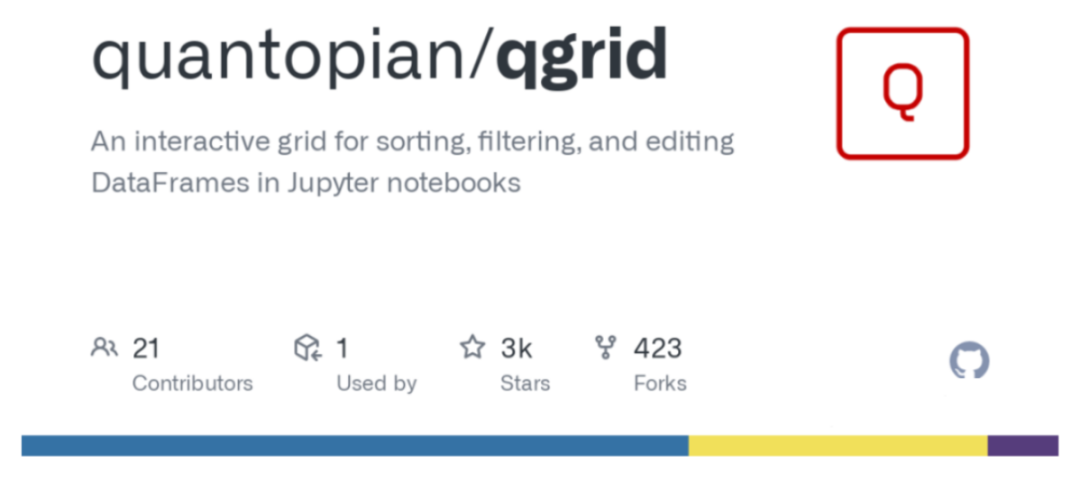 quantopian/qgrid
Q
An interactive grid for sorting, filtering, and editing
DataFrames in Jupyter notebooks
21
Contributors
1
Used by
3k
Stars
423
Forks